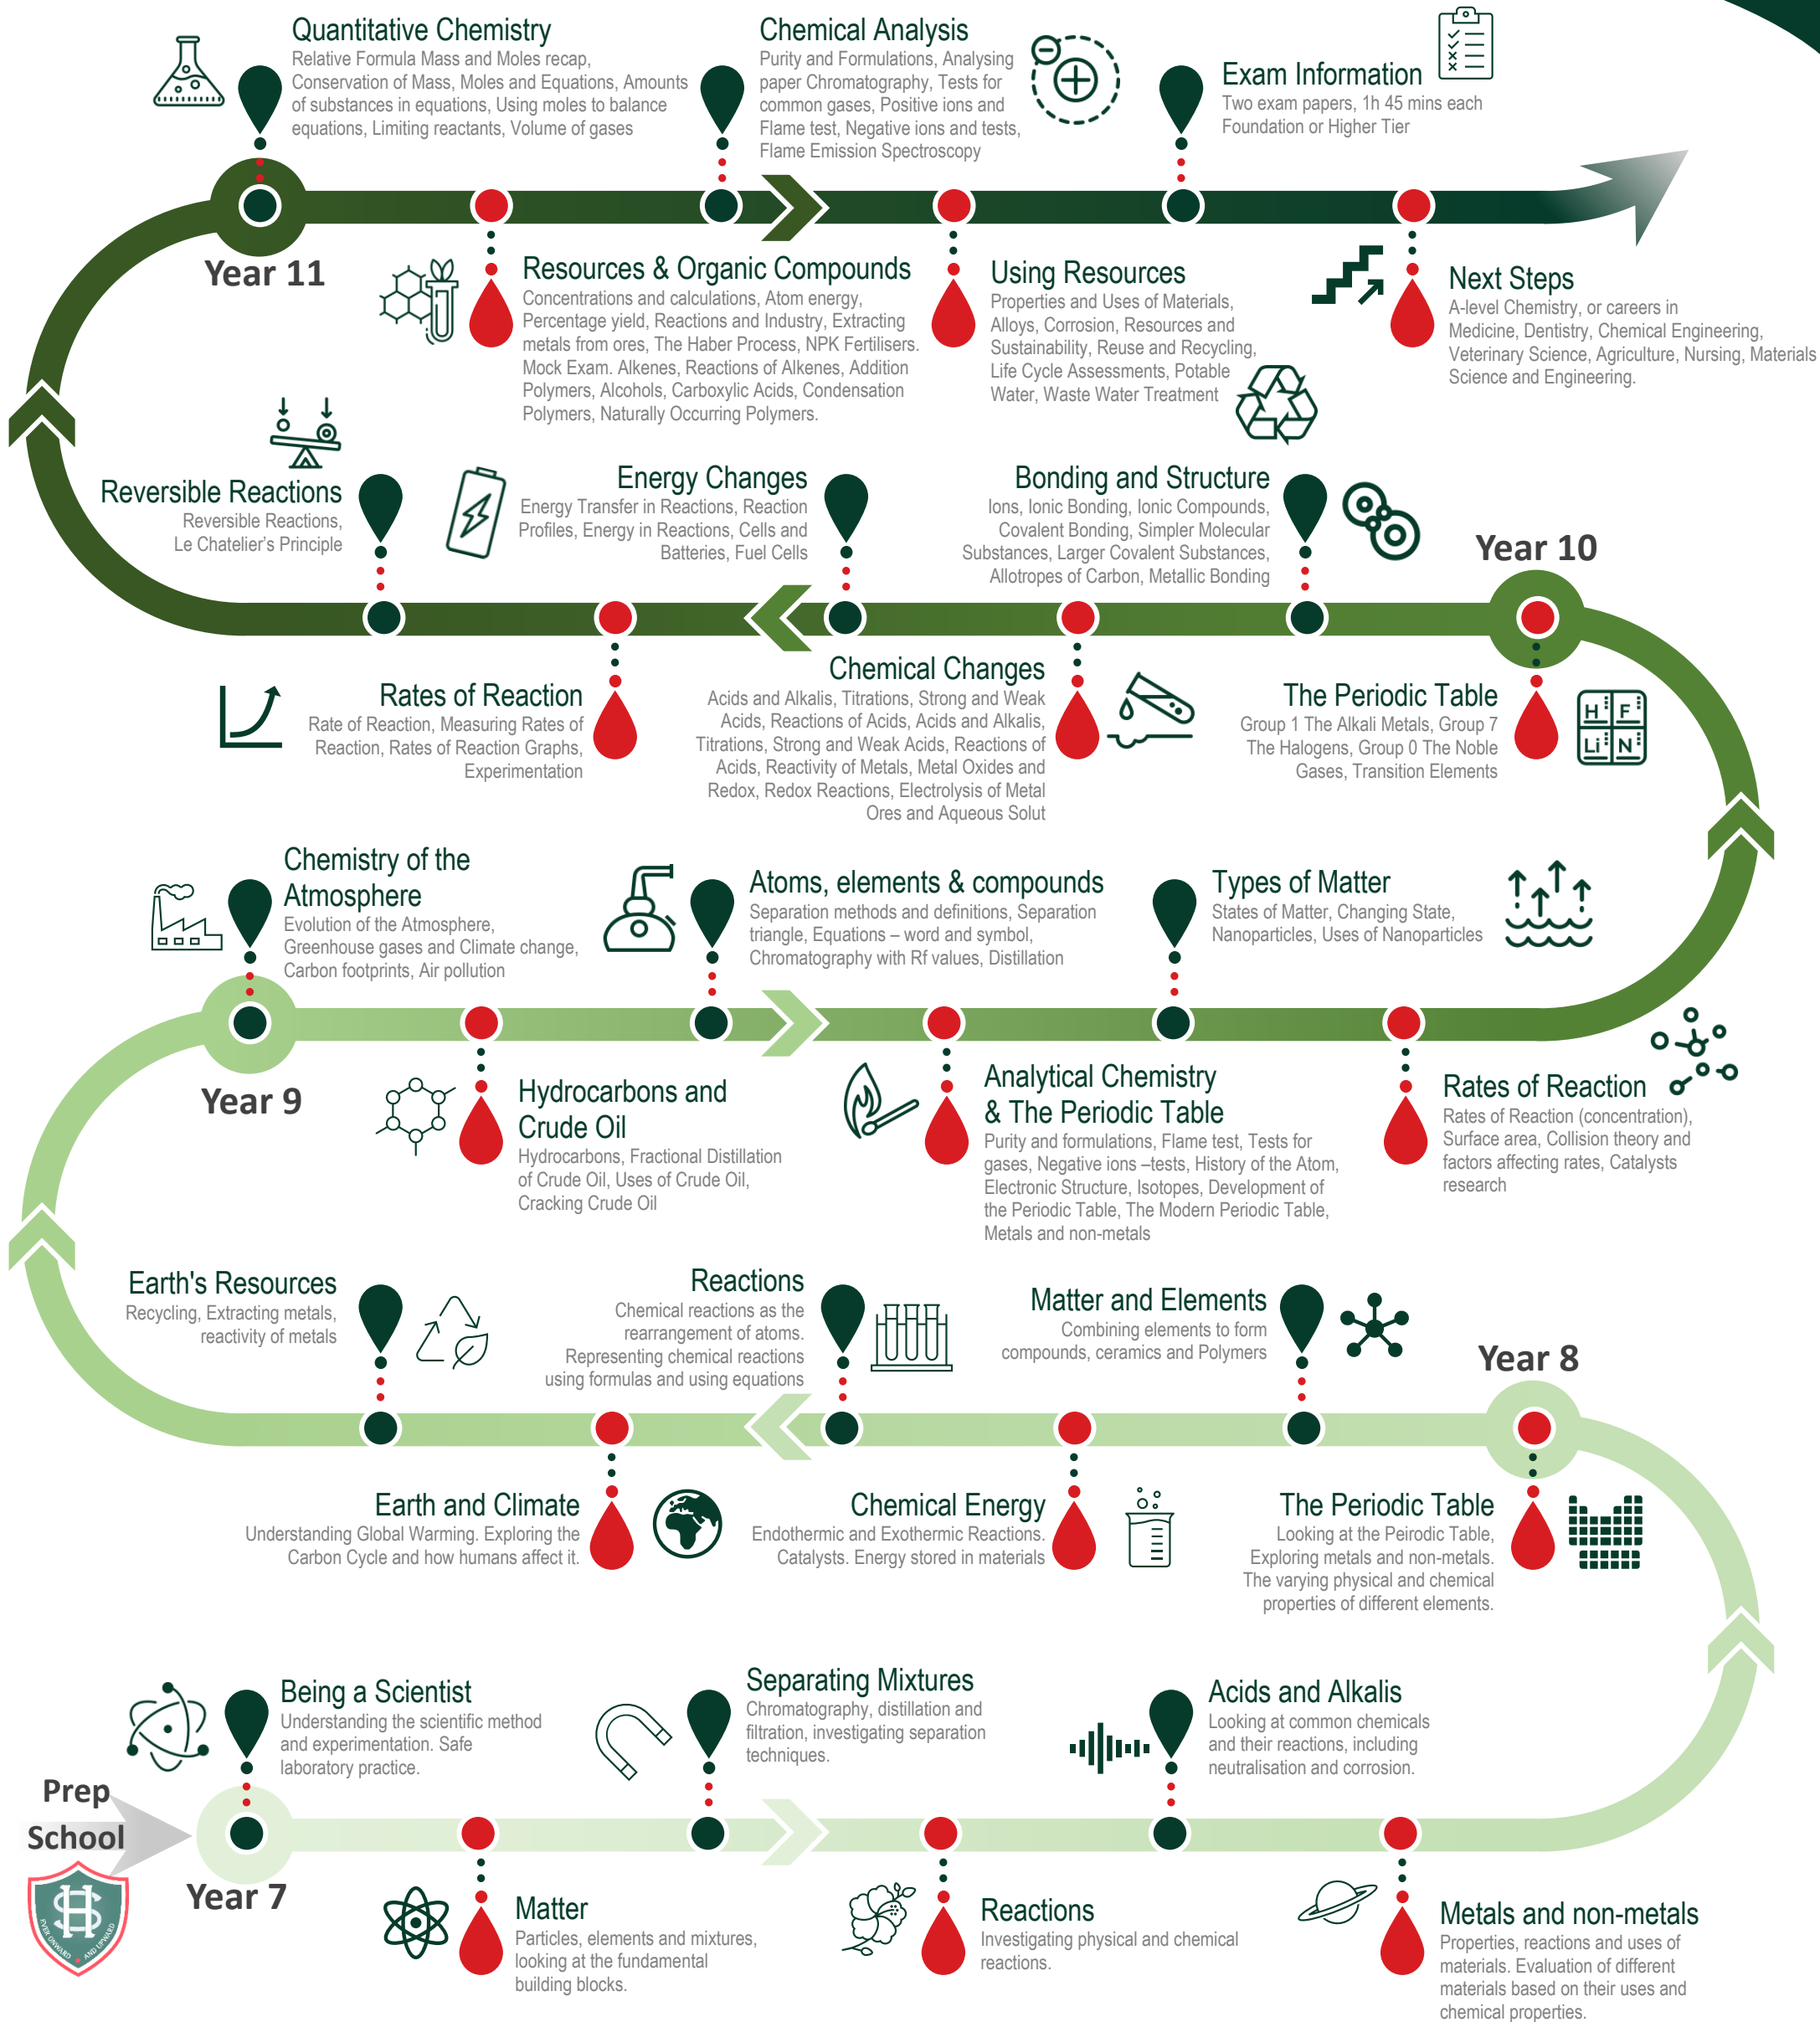 Quantitative Chemistry
Relative Formula Mass and Moles recap,
Conservation of Mass, Moles and Equations, Amounts
of substances in equations, Using moles to balance
equations, Limiting reactants, Volume of gases
Chemical Analysis
Purity and Formulations, Analysing
paper Chromatography, Tests for
common gases, Positive ions and
Flame test, Negative ions and tests,
Flame Emission Spectroscopy
Exam Information
Two exam papers, 1h 45 mins each
Foundation or Higher Tier
Year 11
Resources & Organic Compounds
Concentrations and calculations, Atom energy,
Percentage yield, Reactions and Industry, Extracting
metals from ores, The Haber Process, NPK Fertilisers.
Mock Exam. Alkenes, Reactions of Alkenes, Addition
Polymers, Alcohols, Carboxylic Acids, Condensation
Polymers, Naturally Occurring Polymers.
Using Resources
Properties and Uses of Materials,
Alloys, Corrosion, Resources and
Sustainability, Reuse and Recycling,
Life Cycle Assessments, Potable
Water, Waste Water Treatment
Next Steps
A-level Chemistry, or careers in
Medicine, Dentistry, Chemical Engineering,
Veterinary Science, Agriculture, Nursing, Materials
Science and Engineering.
Reversible Reactions
Reversible Reactions,
Le Chatelier's Principle
Energy Changes
Energy Transfer in Reactions, Reaction
Profiles, Energy in Reactions, Cells and
Batteries, Fuel Cells
Bonding and Structure
Ions, Ionic Bonding, Ionic Compounds,
Covalent Bonding, Simpler Molecular
Substances, Larger Covalent Substances,
Allotropes of Carbon, Metallic Bonding
Year 10
Rates of Reaction
Rate of Reaction, Measuring Rates of
Reaction, Rates of Reaction Graphs,
Experimentation
Chemical Changes
Acids and Alkalis, Titrations, Strong and Weak
Acids, Reactions of Acids, Acids and Alkalis,
Titrations, Strong and Weak Acids, Reactions of
Acids, Reactivity of Metals, Metal Oxides and
Redox, Redox Reactions, Electrolysis of Metal
Ores and Aqueous Solut
The Periodic Table
Group 1 The Alkali Metals, Group 7
The Halogens, Group 0 The Noble
Gases, Transition Elements
H F
Li N
Chemistry of the
Atmosphere
Evolution of the Atmosphere,
Greenhouse gases and Climate change,
Carbon footprints, Air pollution
Atoms, elements & compounds
Separation methods and definitions, Separation
triangle, Equations – word and symbol,
Chromatography with Rf values, Distillation
Types of Matter
States of Matter, Changing State,
Nanoparticles, Uses of Nanoparticles
Year 9
Hydrocarbons and
Crude Oil
Hydrocarbons, Fractional Distillation
of Crude Oil, Uses of Crude Oil,
Cracking Crude Oil
Analytical Chemistry
& The Periodic Table
Purity and formulations, Flame test, Tests for
gases, Negative ions –tests, History of the Atom,
Electronic Structure, Isotopes, Development of
the Periodic Table, The Modern Periodic Table,
Metals and non-metals
Rates of Reaction
Rates of Reaction (concentration),
Surface area, Collision theory and
factors affecting rates, Catalysts
research
Earth's Resources
Recycling, Extracting metals,
reactivity of metals
Reactions
Chemical reactions as the
rearrangement of atoms.
Representing chemical reactions
using formulas and using equations
Matter and Elements
Combining elements to form
compounds, ceramics and Polymers
Year 8
Earth and Climate
Understanding Global Warming. Exploring the
Carbon Cycle and how humans affect it.
Chemical Energy
Endothermic and Exothermic Reactions.
Catalysts. Energy stored in materials
The Periodic Table
Looking at the Peirodic Table,
Exploring metals and non-metals.
The varying physical and chemical
properties of different elements.
Being a Scientist
Understanding the scientific method
and experimentation. Safe
laboratory practice.
Separating Mixtures
Chromatography, distillation and
filtration, investigating separation
techniques.
Acids and Alkalis
Looking at common chemicals
and their reactions, including
neutralisation and corrosion.
Prep
School
SH
EVER ONWARD AND UPWARD
Year 7
Matter
Particles, elements and mixtures,
looking at the fundamental
building blocks.
Reactions
Investigating physical and chemical
reactions.
Metals and non-metals
Properties, reactions and uses of
materials. Evaluation of different
materials based on their uses and
chemical properties.